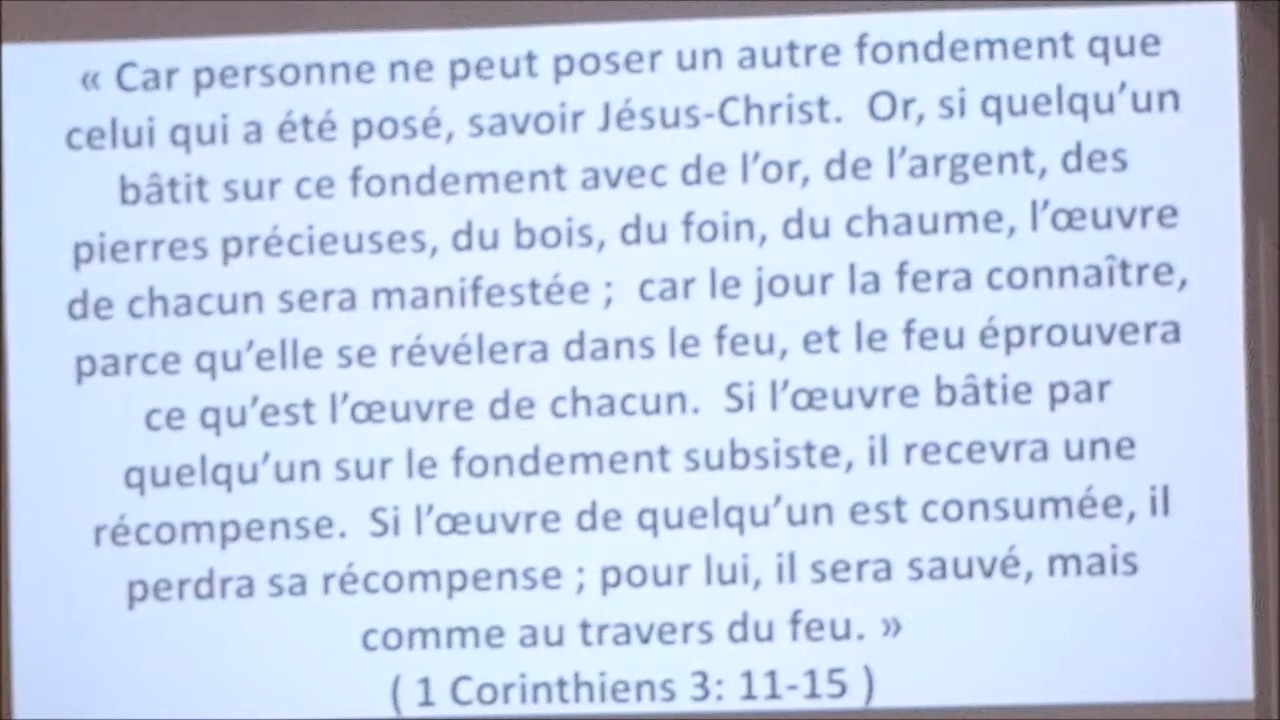 « Car personne ne peut poser un autre fondement que
celui qui a été posé, savoir Jésus-Christ.  Or, si quelqu’un
bâtit sur ce fondement avec de l’or, de l’argent, des
pierres précieuses, du bois, du foin, du chaume, l’œuvre
de chacun sera manifestée ;  car le jour la fera connaître,
parce qu’elle se révélera dans le feu, et le feu éprouvera
ce qu’est l’œuvre de chacun.  Si l’œuvre bâtie par
quelqu’un sur le fondement subsiste, il recevra une
récompense.  Si l’œuvre de quelqu’un est consumée, il
perdra sa récompense ; pour lui, il sera sauvé, mais
comme au travers du feu. »
( 1 Corinthiens 3: 11-15 )